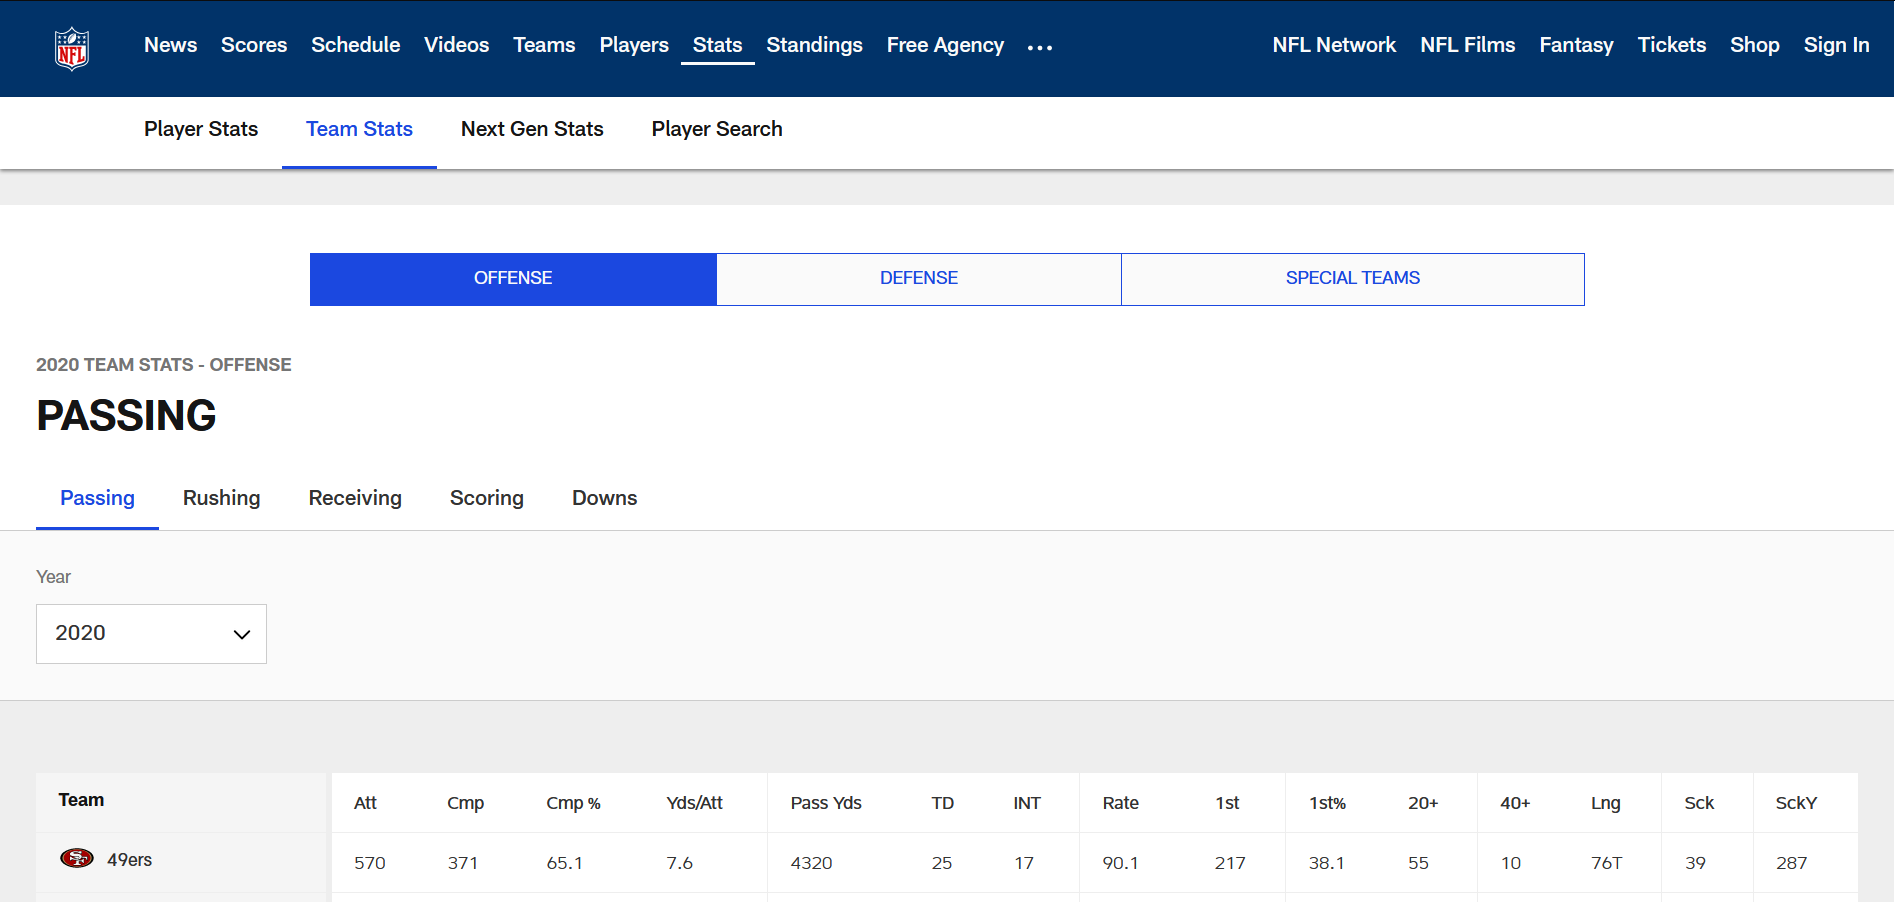 NFL News Scores Schedule Videos Teams Players Stats Standings Free Agency ... NFL Network NFL Films Fantasy Tickets Shop Sign In
Player Stats Team Stats Next Gen Stats Player Search
OFFENSE DEFENSE SPECIAL TEAMS
2020 TEAM STATS - OFFENSE
PASSING
Passing Rushing Receiving Scoring Downs
Year
2020
Team Att Cmp Cmp % Yds/Att Pass Yds TD INT Rate 1st 1st% 20+ 40+ Lng Sck SckY
SF 49ers 570 371 65.1 7.6 4320 25 17 90.1 217 38.1 55 10 76T 39 287